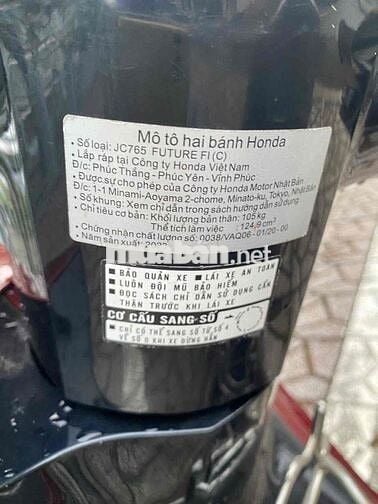 Mô tô hai bánh Honda
Số loại: JC765 FUTURE FI (C)
Lắp ráp tại Công ty Honda Việt Nam
Đ/c: Phúc Thắng - Phúc Yên - Vĩnh Phúc
Được sự cho phép của Công ty Honda Motor Nhật Bản
Đ/c: 1-1 Minami-Aoyama 2-chome, Minato-ku, Tokyo, Nhật Bản
Số khung: Xem chỉ dẫn trong sách hướng dẫn sử dụng
Chỉ tiêu cơ bản: Khối lượng bản thân: 105 kg
Thể tích làm việc : 124,9 cm³
Chứng nhận chất lượng số: 0038/VAQ06 - 01/20 - 00
Năm sản xuất:
muaban.net
BẢO QUẢN XE LÁI XE AN TOÀN
LUÔN ĐỘI MŨ BẢO HIỂM
ĐỌC SÁCH CHỈ DẪN SỬ DỤNG CẨN
THẬN TRƯỚC KHI LÁI XE
CƠ CẤU SANG SỐ
CHỈ CÓ THỂ SANG SỐ TỪ SỐ 4
VỀ SỐ 0 KHI XE DỪNG HẲN